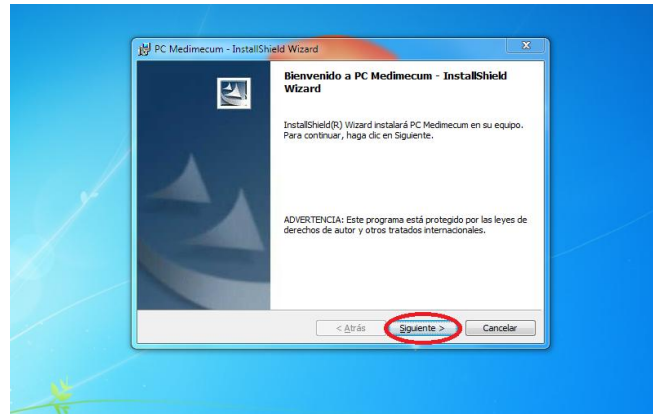 PC Medimecum - InstallShield Wizard
Bienvenido a PC Medimecum - InstallShield
Wizard
InstallShield(R) Wizard instalará PC Medimecum en su equipo.
Para continuar, haga clic en Siguiente.
ADVERTENCIA: Este programa está protegido por las leyes de
derechos de autor y otros tratados internacionales.
< Atrás Siguiente > Cancelar